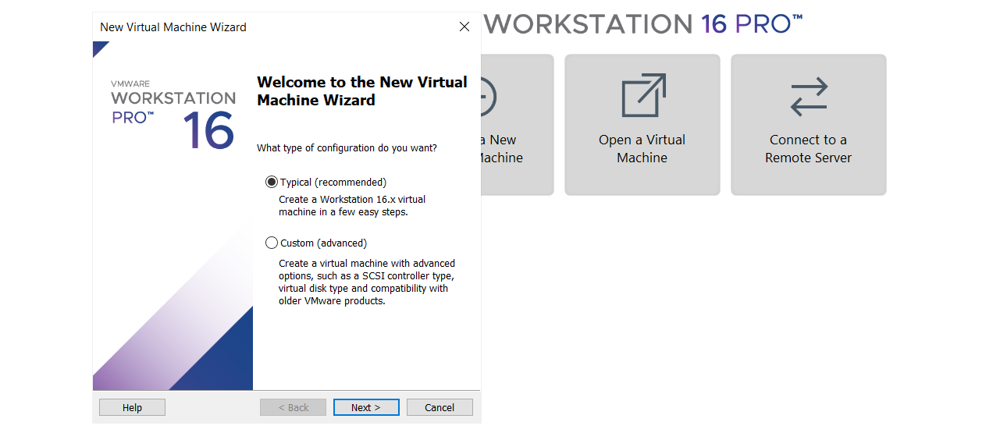 New Virtual Machine Wizard
WORKSTATION 16 PRO™
VMWARE
WORKSTATION
PRO™ 16
Welcome to the New Virtual
Machine Wizard
What type of configuration do you want?
Typical (recommended)
Create a Workstation 16.x virtual
machine in a few easy steps.
Custom (advanced)
Create a virtual machine with advanced
options, such as a SCSI controller type,
virtual disk type and compatibility with
older VMware products.
Help
< Back
Next >
Cancel
a New
Machine
Open a Virtual
Machine
Connect to a
Remote Server